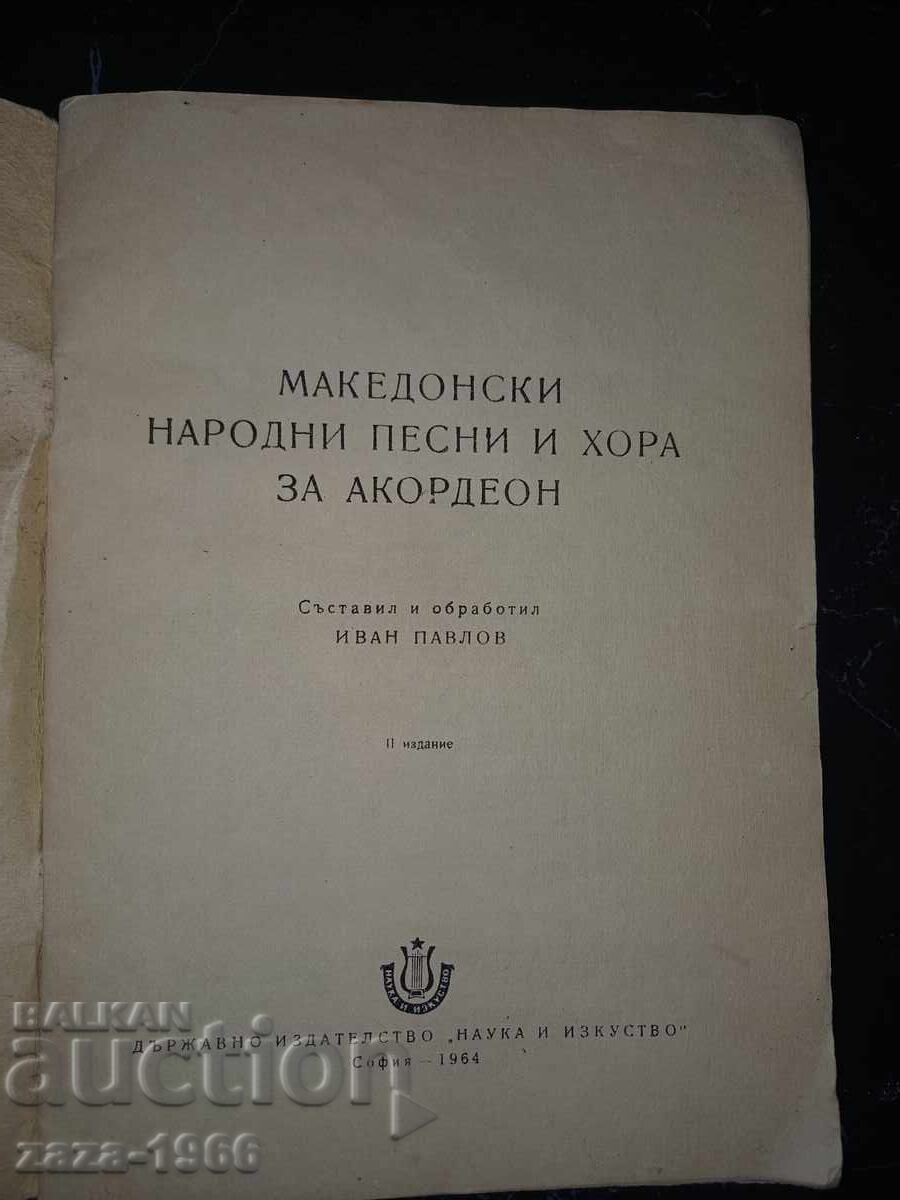 МАКЕДОНСКИ
НАРОДНИ ПЕСНИ И ХОРА
ЗА АКОРДЕОН
Съставил и обработил
ИВАН ПАВЛОВ
II издание
НАУКА И ИЗКУСТВО
ДЪРЖАВНО ИЗДАТЕЛСТВО „НАУКА И ИЗКУСТВО"
София — 1964
BALKAN
auction
zaza-1966